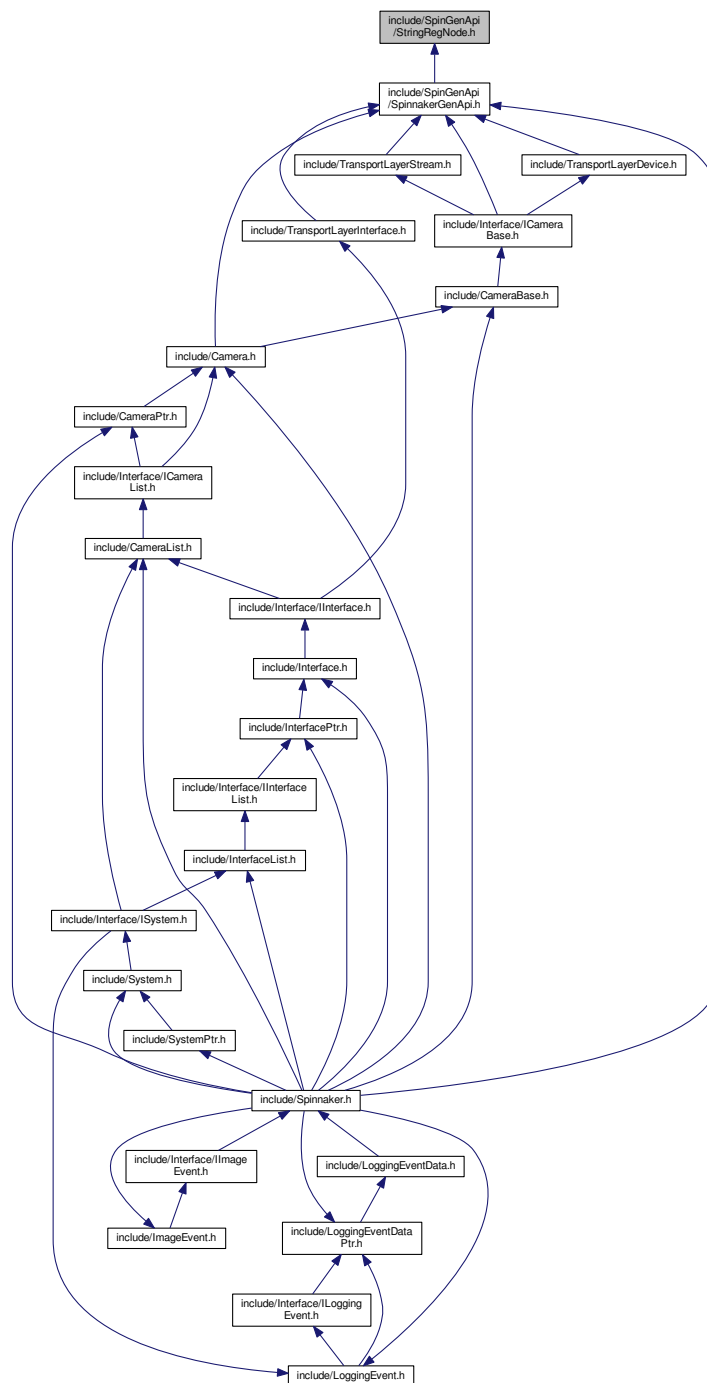 include/SpinGenApi
/StringRegNode.h
include/SpinGenApi
/SpinnakerGenApi.h
include/TransportLayerStream.h
include/TransportLayerDevice.h
include/TransportLayerInterface.h
include/Interface/ICamera
Base.h
include/CameraBase.h
include/Camera.h
include/CameraPtr.h
include/Interface/ICamera
List.h
include/CameraList.h
include/Interface/IInterface.h
include/Interface.h
include/InterfacePtr.h
include/Interface/IInterface
List.h
include/InterfaceList.h
include/Interface/ISystem.h
include/System.h
include/SystemPtr.h
include/Spinnaker.h
include/Interface/IImage
Event.h
include/LoggingEventData.h
include/ImageEvent.h
include/LoggingEventData
Ptr.h
include/Interface/ILogging
Event.h
include/LoggingEvent.h